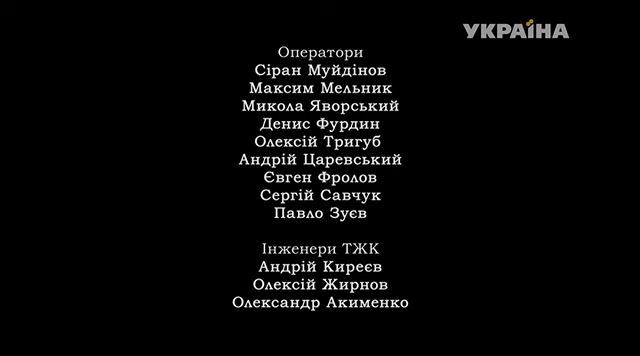 УКРАЇНА
Оператори
Сіран Муйдінов
Максим Мельник
Микола Яворський
Денис Фурдин
Олексій Тригуб
Андрій Царевський
Євген Фролов
Сергій Савчук
Павло Зуєв
Інженери ТЖК
Андрій Киреєв
Олексій Жирнов
Олександр Акименко